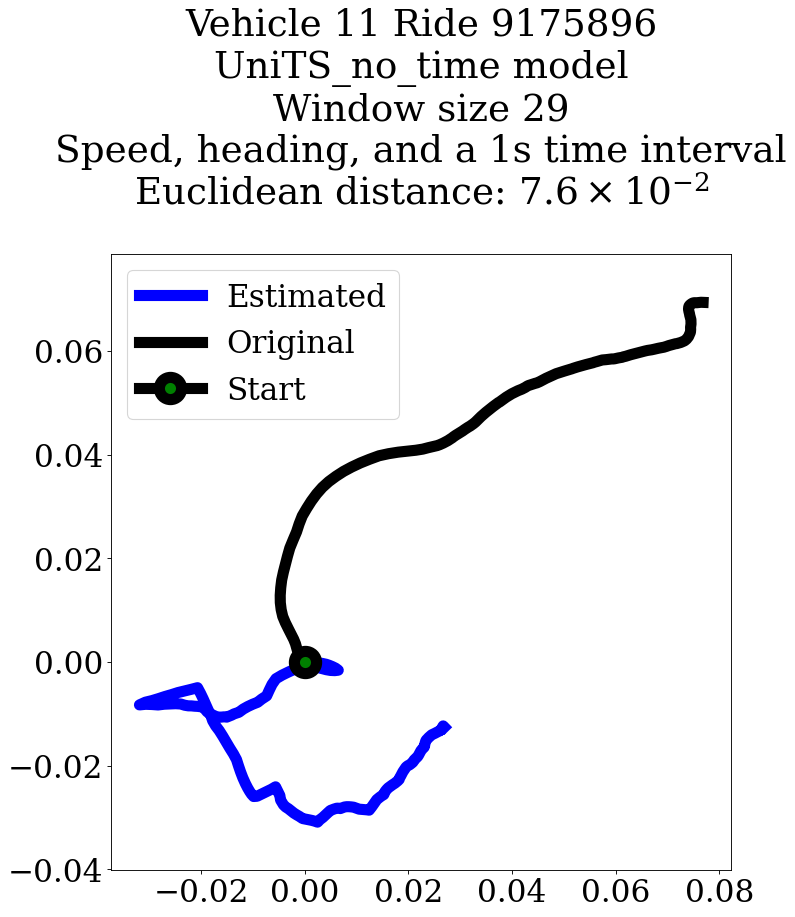 Vehicle 11 Ride 9175896
UniTS_no_time model
Window size 29
Speed, heading, and a 1s time interval
Euclidean distance: 7.6 × 10⁻²
Estimated
Original
Start
0.06
0.04
0.02
0.00
−0.02
−0.04
−0.02 0.00 0.02 0.04 0.06 0.08